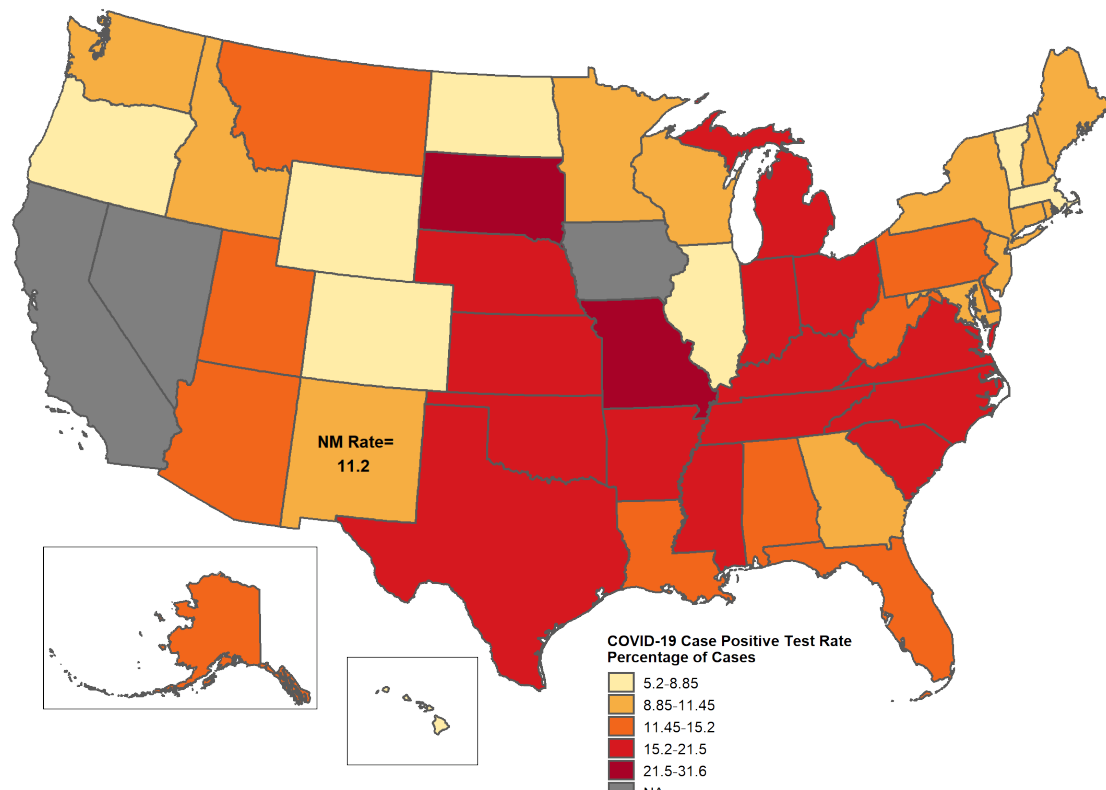 NM Rate=
11.2
COVID-19 Case Positive Test Rate
Percentage of Cases
5.2-8.85
8.85-11.45
11.45-15.2
15.2-21.5
21.5-31.6
NA